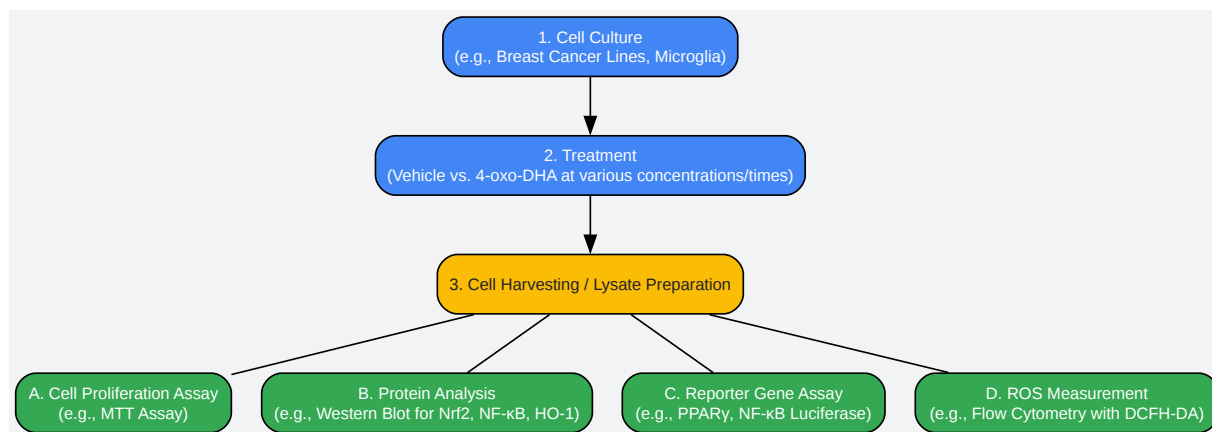 1. Cell Culture
(e.g., Breast Cancer Lines, Microglia)
2. Treatment
(Vehicle vs. 4-oxo-DHA at various concentrations/times)
3. Cell Harvesting / Lysate Preparation
A. Cell Proliferation Assay
(e.g., MTT Assay)
B. Protein Analysis
(e.g., Western Blot for Nrf2, NF-κB, HO-1)
C. Reporter Gene Assay
(e.g., PPARγ, NF-κB Luciferase)
D. ROS Measurement
(e.g., Flow Cytometry with DCFH-DA)